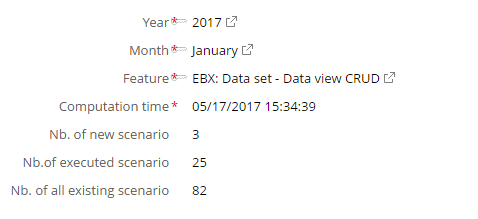 Year* 2017
Month* January
Feature* EBX: Data set - Data view CRUD
Computation time* 05/17/2017 15:34:39
Nb. of new scenario 3
Nb.of executed scenario 25
Nb. of all existing scenario 82